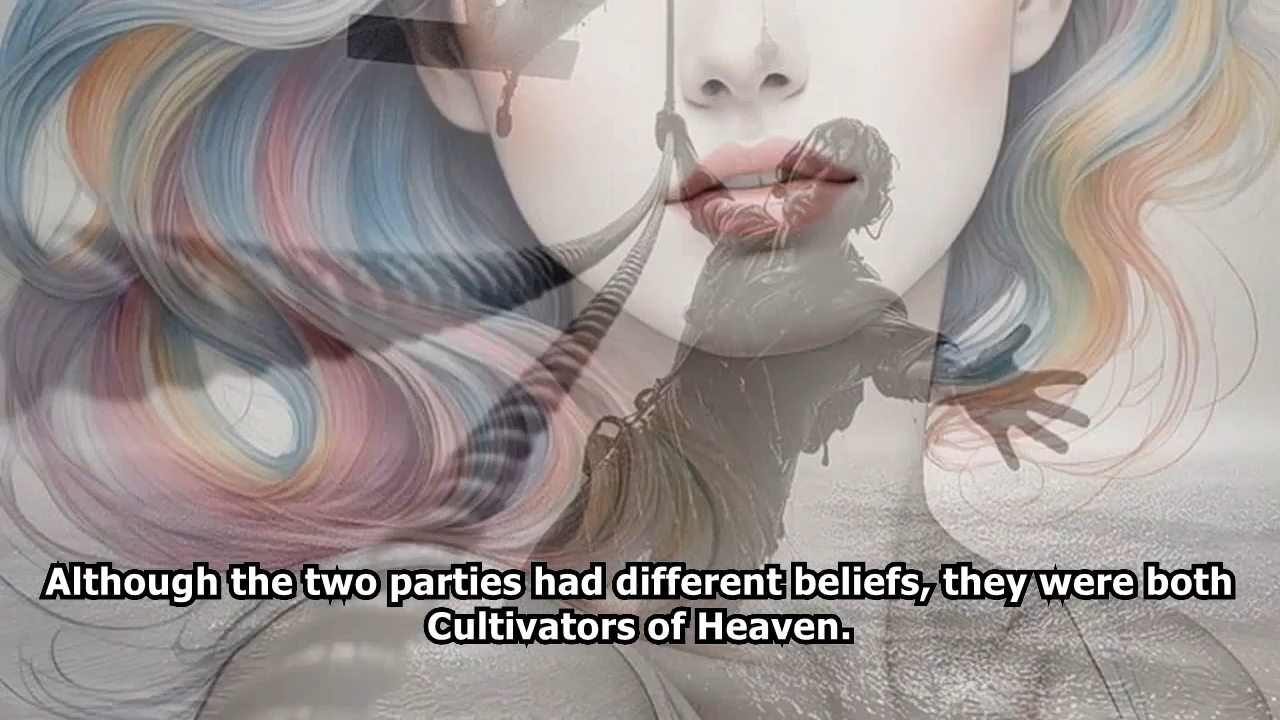 Although the two parties had different beliefs, they were both
Cultivators of Heaven.